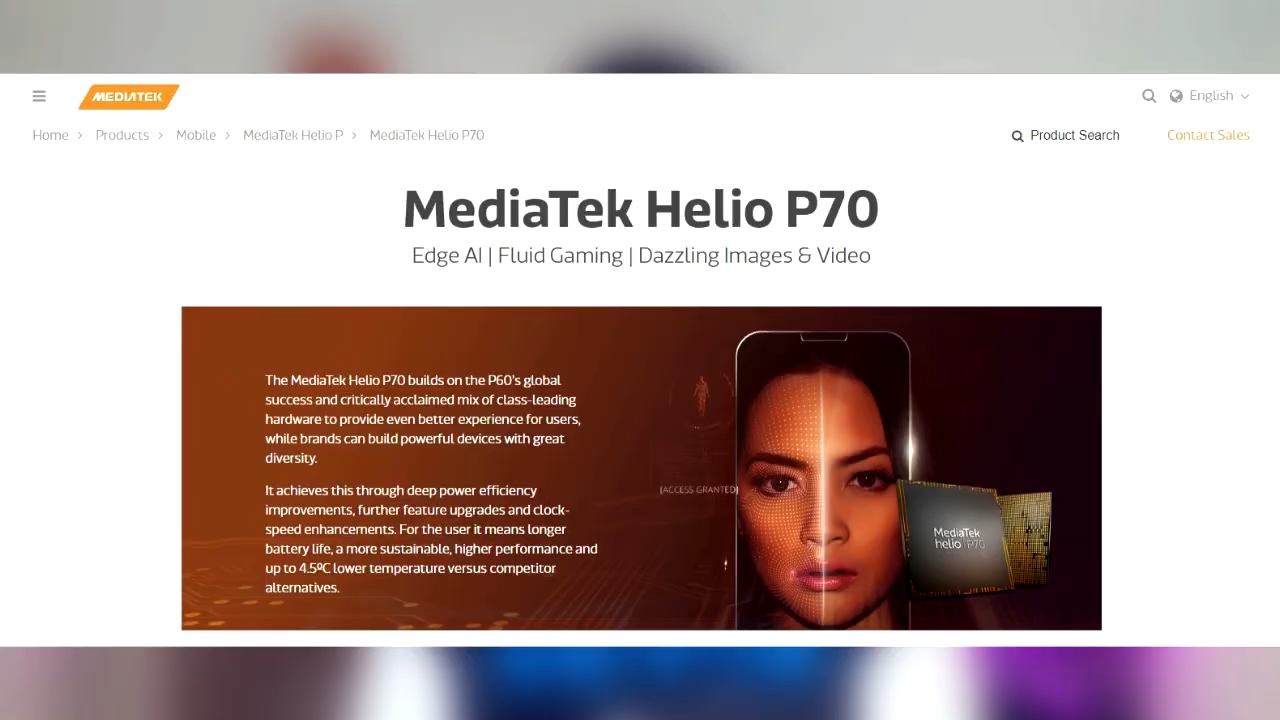 MEDIATEK
English
Home > Products > Mobile > MediaTek Helio P > MediaTek Helio P70
Product Search
Contact Sales
MediaTek Helio P70
Edge AI | Fluid Gaming | Dazzling Images & Video
The MediaTek Helio P70 builds on the P60's global
success and critically acclaimed mix of class-leading
hardware to provide even better experience for users,
while brands can build powerful devices with great
diversity.
It achieves this through deep power efficiency
improvements, further feature upgrades and clock-
speed enhancements. For the user it means longer
battery life, a more sustainable, higher performance and
up to 4.5ºC lower temperature versus competitor
alternatives.
[ACCESS GRANTED]
MediaTek
helio P70